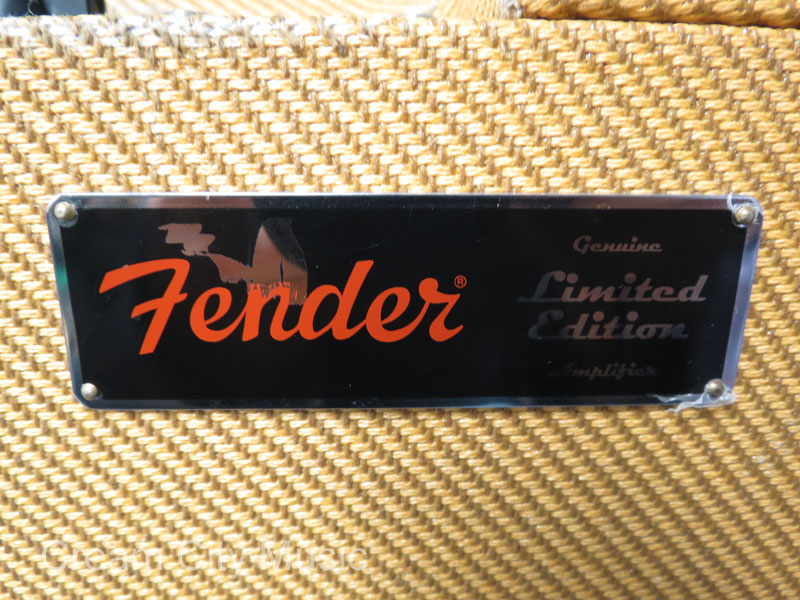 Fender®
Genuine
Limited
Edition
Amplifier
Cream City Music